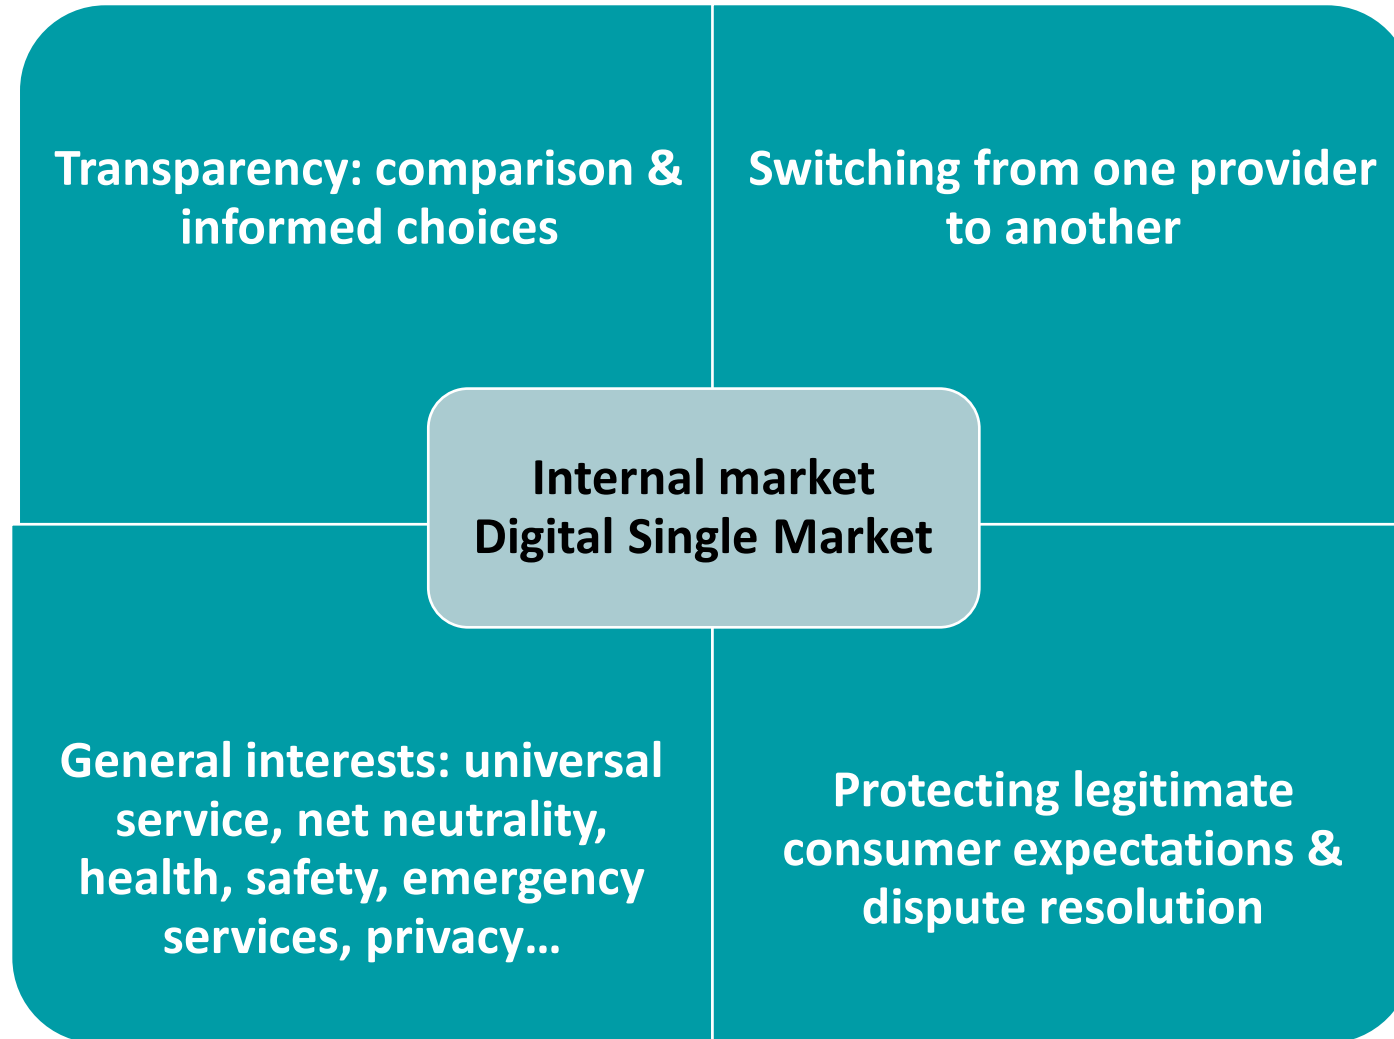 Transparency: comparison &
informed choices
Switching from one provider
to another
Internal market
Digital Single Market
General interests: universal
service, net neutrality,
health, safety, emergency
services, privacy…
Protecting legitimate
consumer expectations &
dispute resolution